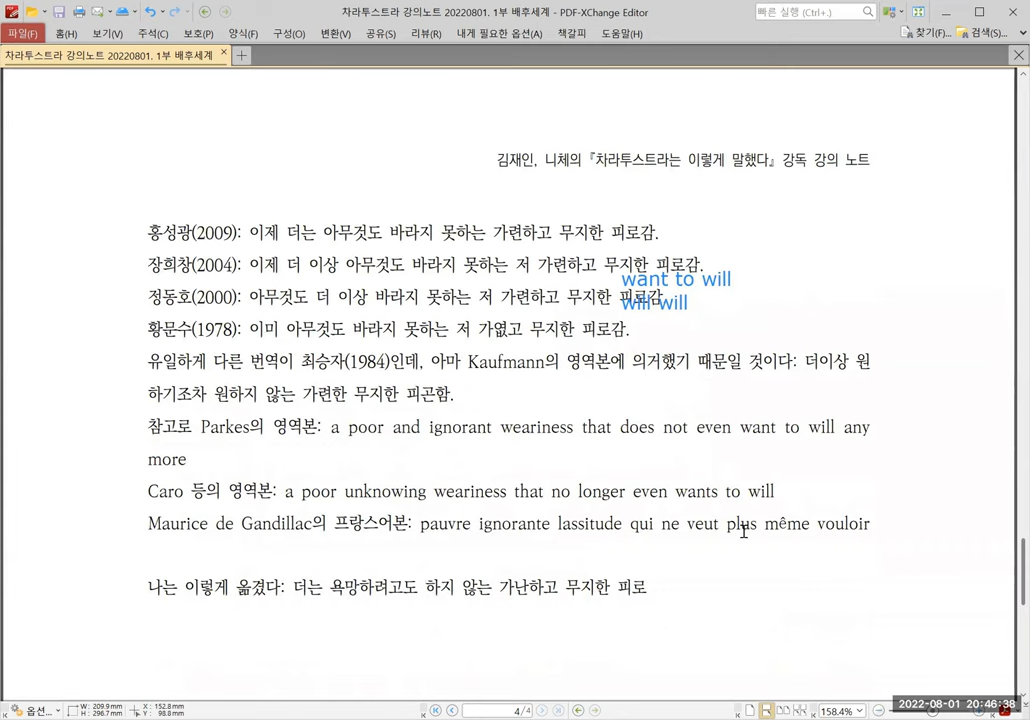 차라투스트라 강의노트 20220801. 1부 배후세계 - PDF-XChange Editor
빠른 실행 (Ctrl+.)
파일(F) 홈(H) 보기(V) 주석(C) 보호(P) 양식(F) 구성(O) 변환(V) 공유(S) 리뷰(R) 내게 필요한 옵션(A) 책갈피 도움말(H)
찾기(F)... 검색(S)...
차라투스트라 강의노트 20220801. 1부 배후세계
김재인, 니체의 『차라투스트라는 이렇게 말했다』 강독 강의 노트
홍성광(2009): 이제 더는 아무것도 바라지 못하는 가련하고 무지한 피로감.
장희창(2004): 이제 더 이상 아무것도 바라지 못하는 저 가련하고 무지한 피로감.
want to will
정동호(2000): 아무것도 더 이상 바라지 못하는 저 가련하고 무지한 피로감.
will will
황문수(1978): 이미 아무것도 바라지 못하는 저 가엾고 무지한 피로감.
유일하게 다른 번역이 최승자(1984)인데, 아마 Kaufmann의 영역본에 의거했기 때문일 것이다: 더이상 원
하기조차 원하지 않는 가련한 무지한 피곤함.
참고로 Parkes의 영역본: a poor and ignorant weariness that does not even want to will any
more
Caro 등의 영역본: a poor unknowing weariness that no longer even wants to will
Maurice de Gandillac의 프랑스어본: pauvre ignorante lassitude qui ne veut plus même vouloir
나는 이렇게 옮겼다: 더는 욕망하려고도 하지 않는 가난하고 무지한 피로
옵션...
W: 209.9mm
H: 296.7mm
X: 152.8mm
Y: 98.8mm
4/4
158.4%
2022-08-01 20:46:38